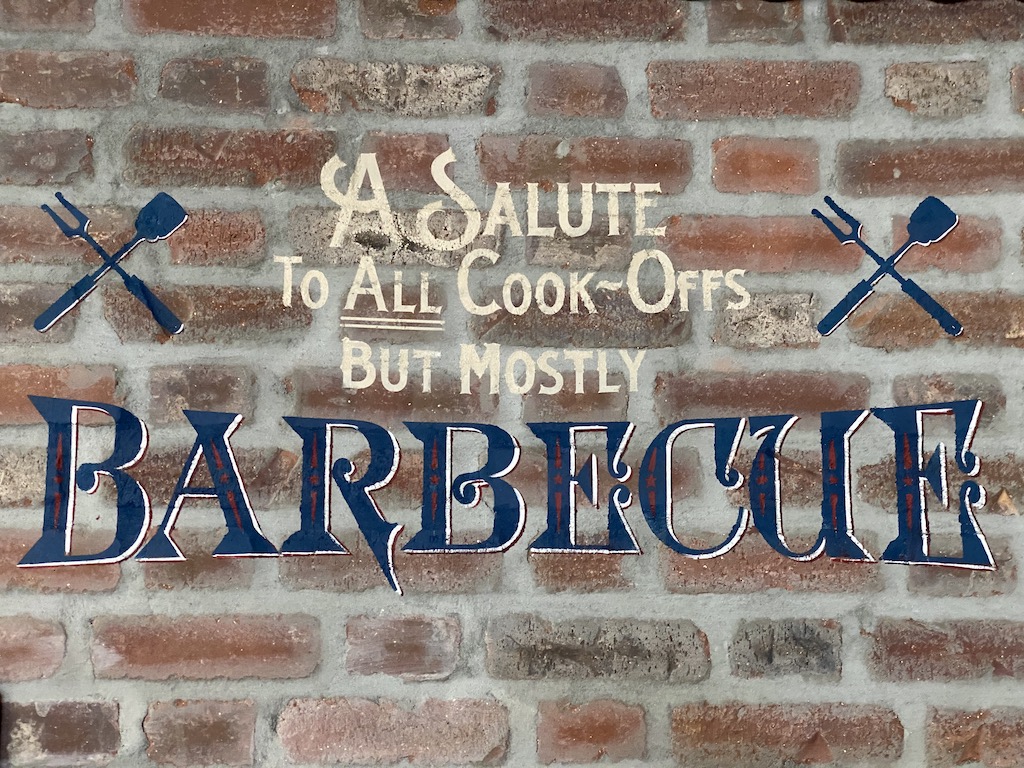 A SALUTE
TO ALL COOK~OFFS
BUT MOSTLY
BARBECUE